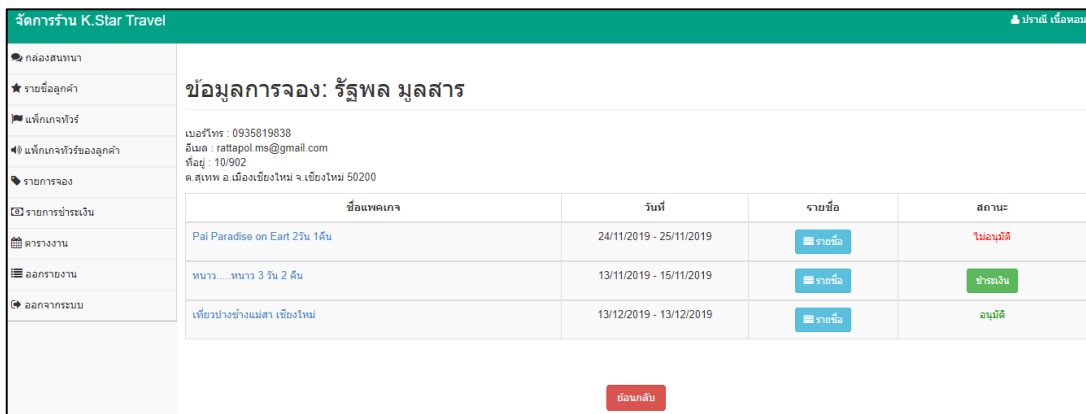 จัดการร้าน K.Star Travel
ปราณี เนื้อหอม
กล่องสนทนา
รายชื่อลูกค้า
แพ็กเกจทัวร์
แพ็กเกจทัวร์ของลูกค้า
รายการจอง
รายการชำระเงิน
ตารางงาน
ออกรายงาน
ออกจากระบบ
ข้อมูลการจอง: รัฐพล มูลสาร
เบอร์โทร : 0935819838
อีเมล : rattapol.ms@gmail.com
ที่อยู่ : 10/902
ต.สุเทพ อ.เมืองเชียงใหม่ จ.เชียงใหม่ 50200
ชื่อแพคเกจ วันที่ รายชื่อ สถานะ
Pai Paradise on Eart 2วัน 1คืน 24/11/2019 - 25/11/2019 รายชื่อ ไม่อนุมัติ
หนาว.....หนาว 3 วัน 2 คืน 13/11/2019 - 15/11/2019 รายชื่อ ชำระเงิน
เที่ยวปางช้างแม่สา เชียงใหม่ 13/12/2019 - 13/12/2019 รายชื่อ อนุมัติ
ย้อนกลับ